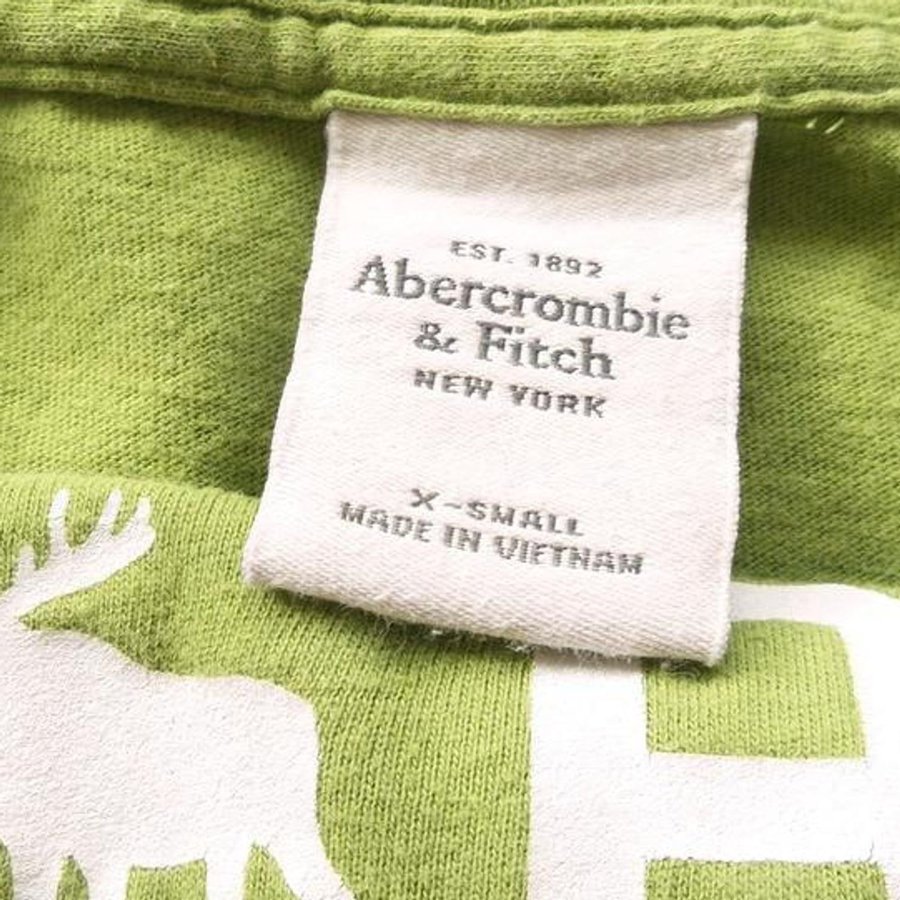 EST. 1892
Abercrombie
& Fitch
NEW YORK
X-SMALL
MADE IN VIETNAM